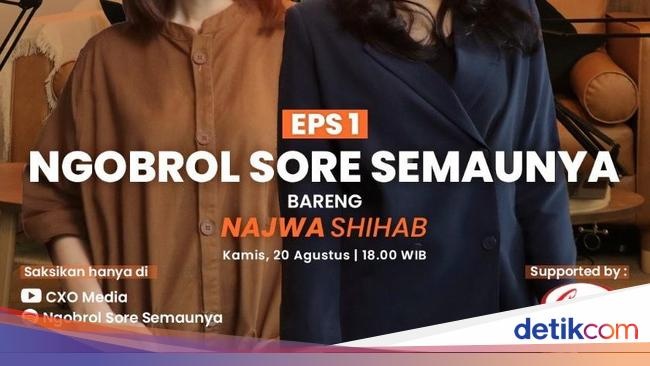 EPS 1
NGOBROL SORE SEMAUNYA
BARENG
NAJWA SHIHAB
Kamis, 20 Agustus | 18.00 WIB
Saksikan hanya di
CXO Media
Ngobrol Sore Semaunya
Supported by :
detikcom